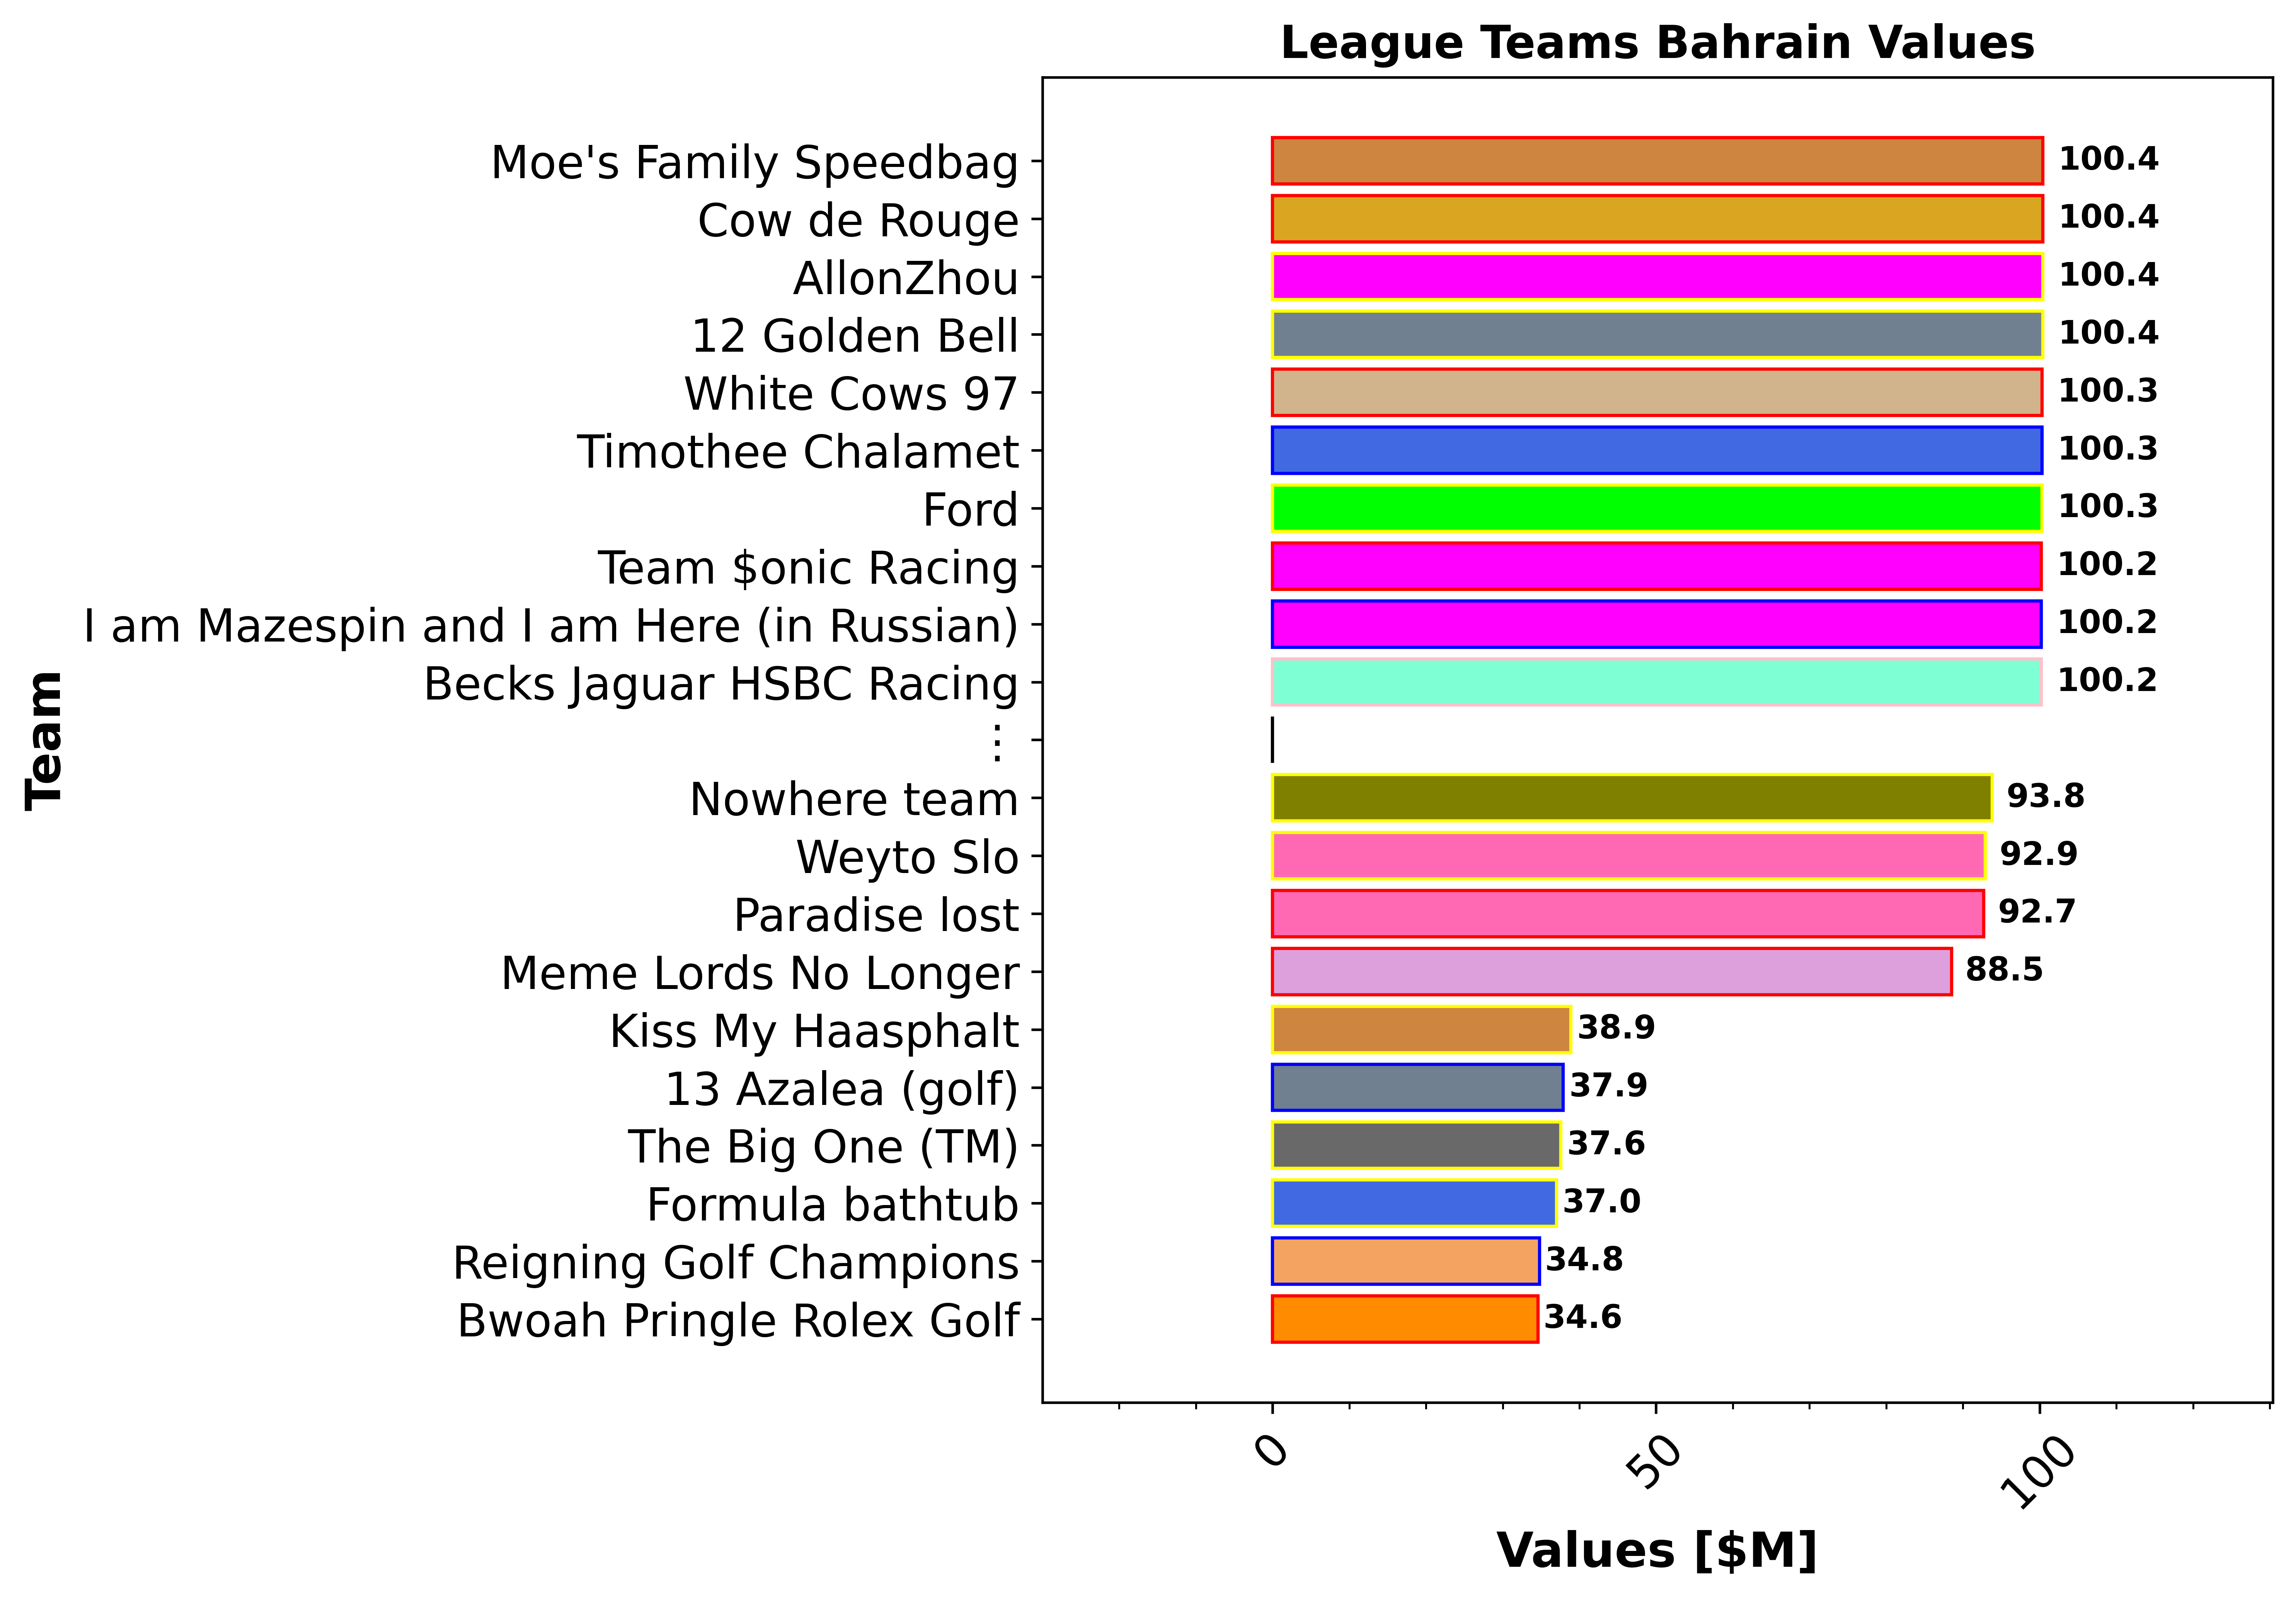 League Teams Bahrain Values
Moe's Family Speedbag 100.4
Cow de Rouge 100.4
AllonZhou 100.4
12 Golden Bell 100.4
White Cows 97 100.3
Timothee Chalamet 100.3
Ford 100.3
Team $onic Racing 100.2
I am Mazespin and I am Here (in Russian) 100.2
Becks Jaguar HSBC Racing 100.2
⋮
Nowhere team 93.8
Weyto Slo 92.9
Paradise lost 92.7
Meme Lords No Longer 88.5
Kiss My Haasphalt 38.9
13 Azalea (golf) 37.9
The Big One (TM) 37.6
Formula bathtub 37.0
Reigning Golf Champions 34.8
Bwoah Pringle Rolex Golf 34.6
Team
0 50 100
Values [$M]